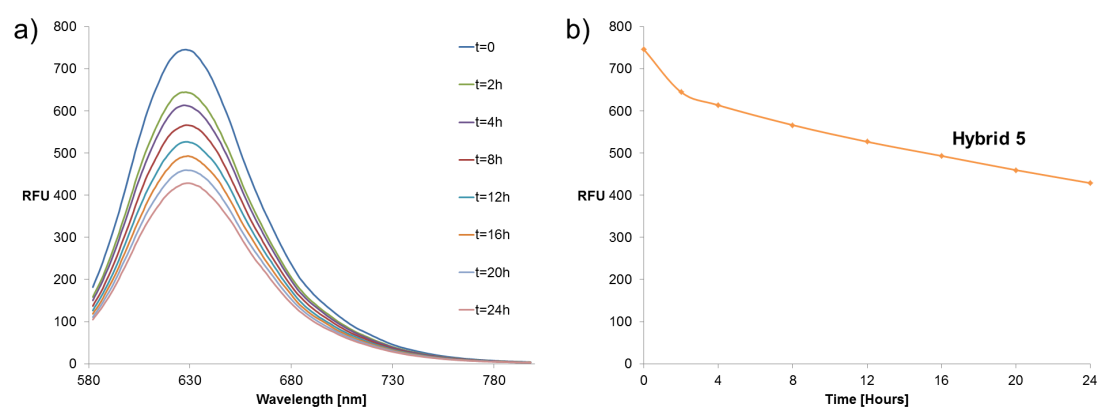 a)
800
700
600
500
400
300
200
100
0
RFU
580
630
680
730
780
Wavelength [nm]
t=0
t=2h
t=4h
t=8h
t=12h
t=16h
t=20h
t=24h
b)
800
700
600
500
400
300
200
100
0
RFU
Hybrid 5
0
4
8
12
16
20
24
Time [Hours]